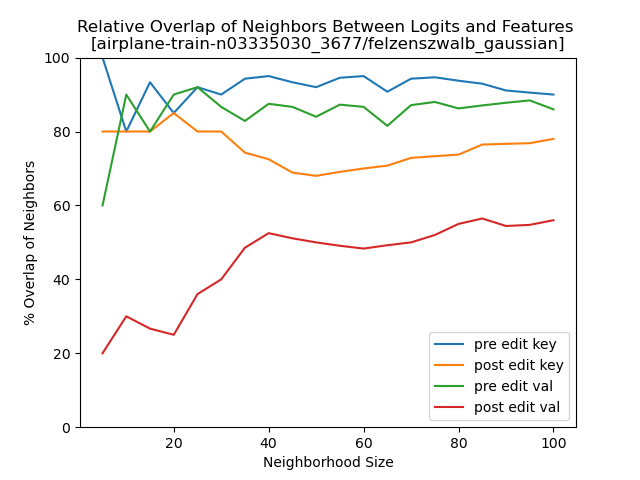 Relative Overlap of Neighbors Between Logits and Features
[airplane-train-n03335030_3677/felzenszwalb_gaussian]
% Overlap of Neighbors
100
80
60
40
20
0
pre edit key
post edit key
pre edit val
post edit val
20 40 60 80 100
Neighborhood Size